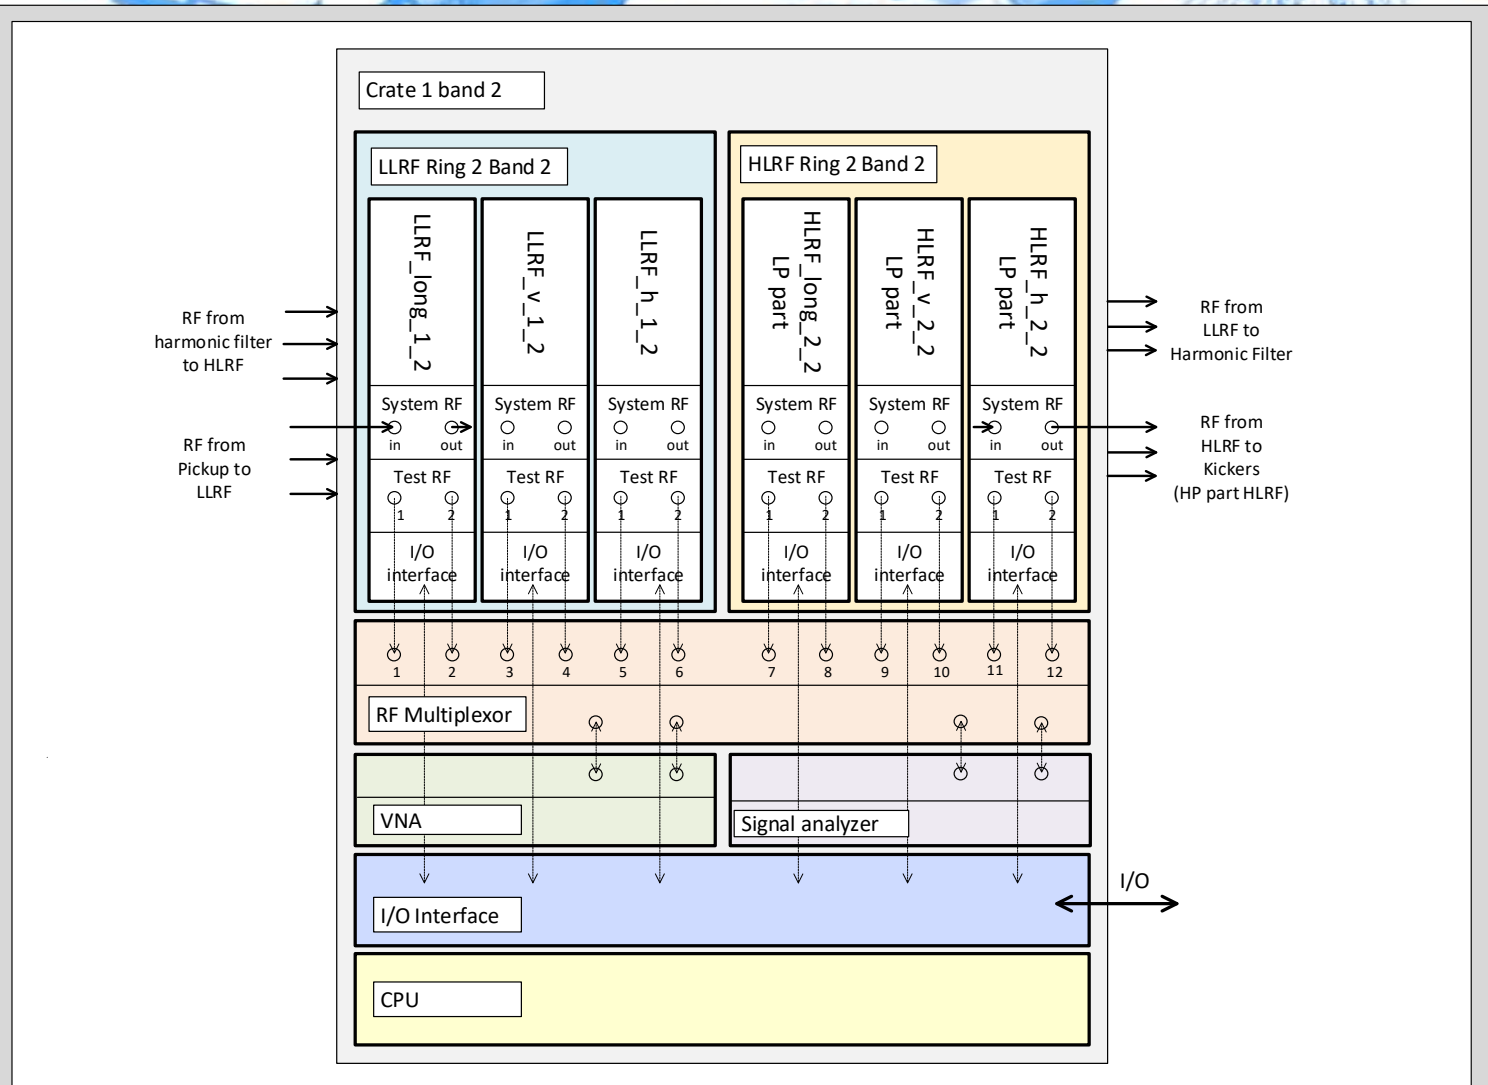 Crate 1 band 2
LLRF Ring 2 Band 2
HLRF Ring 2 Band 2
LLRF_long_1_2
LLRF_v_1_2
LLRF_h_1_2
HLRF_long_2_2
LP part
HLRF_v_2_2
LP part
HLRF_h_2_2
LP part
RF from
harmonic filter
to HLRF
RF from
Pickup to
LLRF
RF from
LLRF to
Harmonic Filter
RF from
HLRF to
Kickers
(HP part HLRF)
System RF System RF System RF System RF System RF System RF
in out in out in out in out in out in out
Test RF Test RF Test RF Test RF Test RF Test RF
1 2 1 2 1 2 1 2 1 2 1 2
I/O I/O I/O I/O I/O I/O
interface interface interface interface interface interface
1 2 3 4 5 6 7 8 9 10 11 12
RF Multiplexor
VNA
Signal analyzer
I/O Interface
I/O
CPU